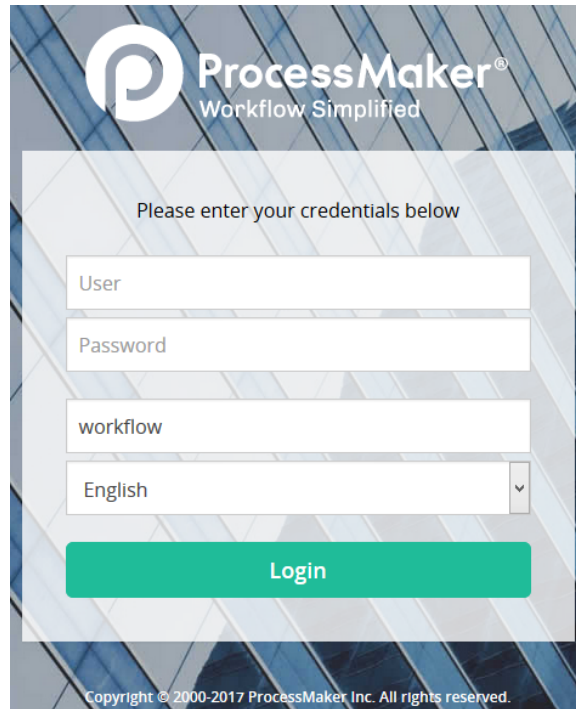 ProcessMaker®
Workflow Simplified
Please enter your credentials below
User
Password
workflow
English
Login
Copyright © 2000-2017 ProcessMaker Inc. All rights reserved.